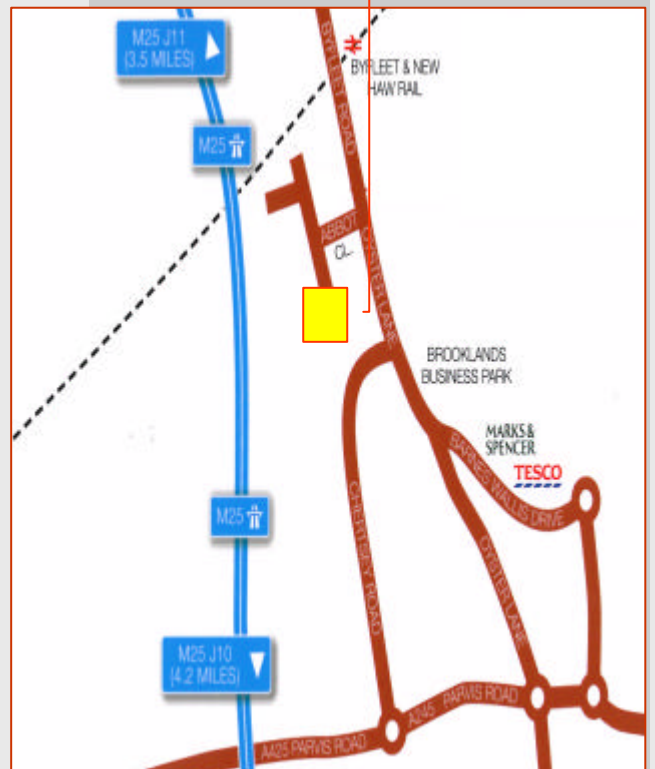 M25 J11
(3.5 MILES)
BYFLEET ROAD
BYFLEET & NEW
HAW RAIL
M25
ABBOT
CL.
OYSTER LANE
BROOKLANDS
BUSINESS PARK
MARKS &
SPENCER
TESCO
BARNES WALLIS DRIVE
CHERTSEY ROAD
M25
OYSTER LANE
M25 J10
(4.2 MILES)
A245 PARVIS ROAD
A425 PARVIS ROAD